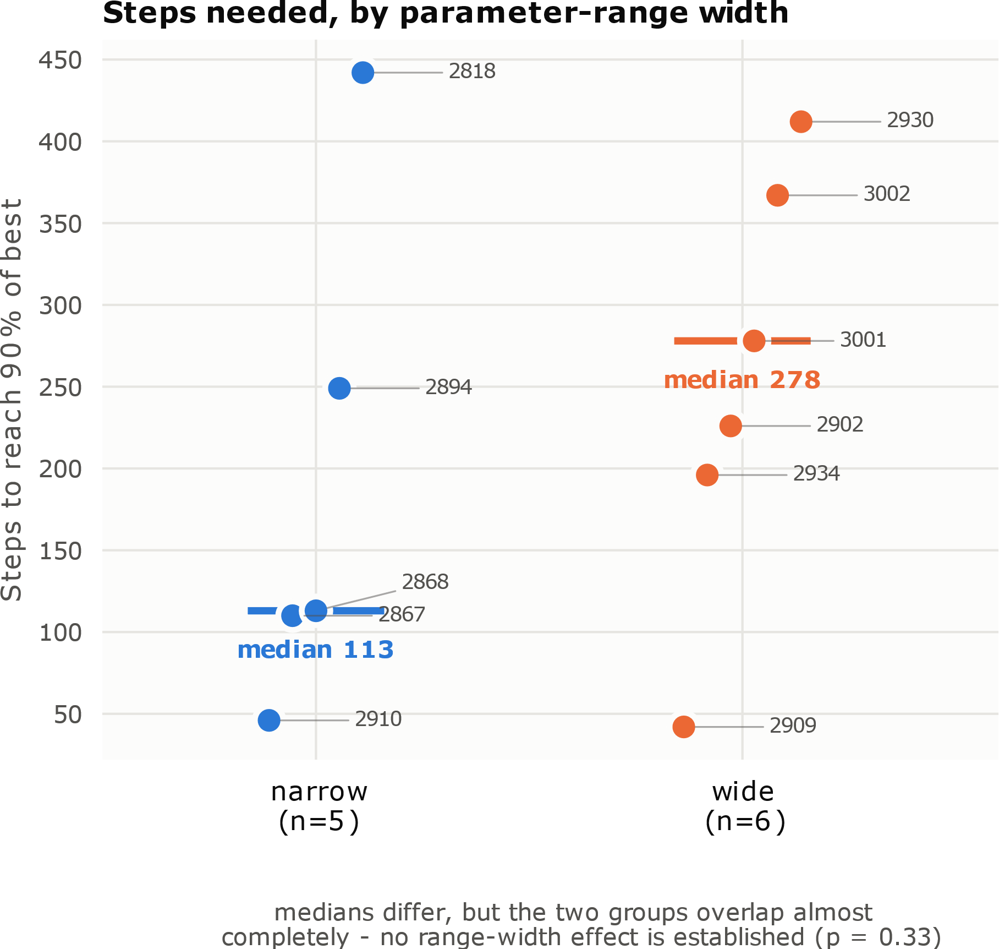 Steps needed, by parameter-range width
Steps to reach 90% of best
450
400
350
300
250
200
150
100
50
2818
2930
3002
3001
median 278
2894
2902
2934
2868
2867
median 113
2910
2909
narrow
(n=5)
wide
(n=6)
medians differ, but the two groups overlap almost
completely - no range-width effect is established (p = 0.33)